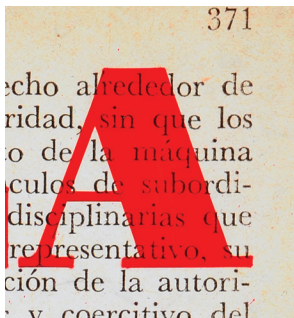 371
echo alrededor de
ridad, sin que los
o de la máquina
culos de subordi-
disciplinarias que
representativo, su
ción de la autori-
y coercitivo del
A